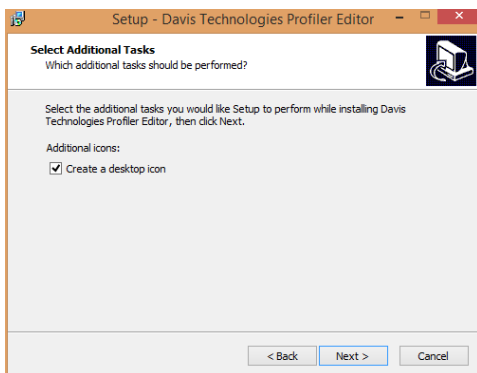 Setup - Davis Technologies Profiler Editor
Select Additional Tasks
Which additional tasks should be performed?
Select the additional tasks you would like Setup to perform while installing Davis
Technologies Profiler Editor, then click Next.
Additional icons:
Create a desktop icon
< Back Next > Cancel